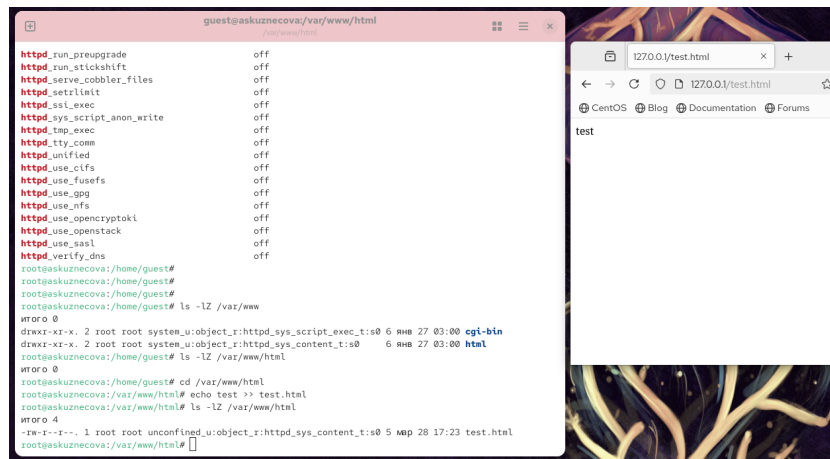 guest@askuznecova:/var/www/html
/var/www/html
httpd_run_preupgrade off
httpd_run_stickshift off
httpd_serve_cobbler_files off
httpd_setrlimit off
httpd_ssi_exec off
httpd_sys_script_anon_write off
httpd_tmp_exec off
httpd_tty_comm off
httpd_unified off
httpd_use_cifs off
httpd_use_fusefs off
httpd_use_gpg off
httpd_use_nfs off
httpd_use_opencryptoki off
httpd_use_openstack off
httpd_use_sasl off
httpd_verify_dns off
root@askuznecova:/home/guest#
root@askuznecova:/home/guest#
root@askuznecova:/home/guest#
root@askuznecova:/home/guest# ls -lZ /var/www
итого 0
drwxr-xr-x. 2 root root system_u:object_r:httpd_sys_script_exec_t:s0 6 янв 27 03:00 cgi-bin
drwxr-xr-x. 2 root root system_u:object_r:httpd_sys_content_t:s0 6 янв 27 03:00 html
root@askuznecova:/home/guest# ls -lZ /var/www/html
итого 0
root@askuznecova:/home/guest# cd /var/www/html
root@askuznecova:/var/www/html# echo test >> test.html
root@askuznecova:/var/www/html# ls -lZ /var/www/html
итого 4
-rw-r--r--. 1 root root unconfined_u:object_r:httpd_sys_content_t:s0 5 мар 28 17:23 test.html
root@askuznecova:/var/www/html#
127.0.0.1/test.html
127.0.0.1/test.html
CentOS Blog Documentation Forums
test